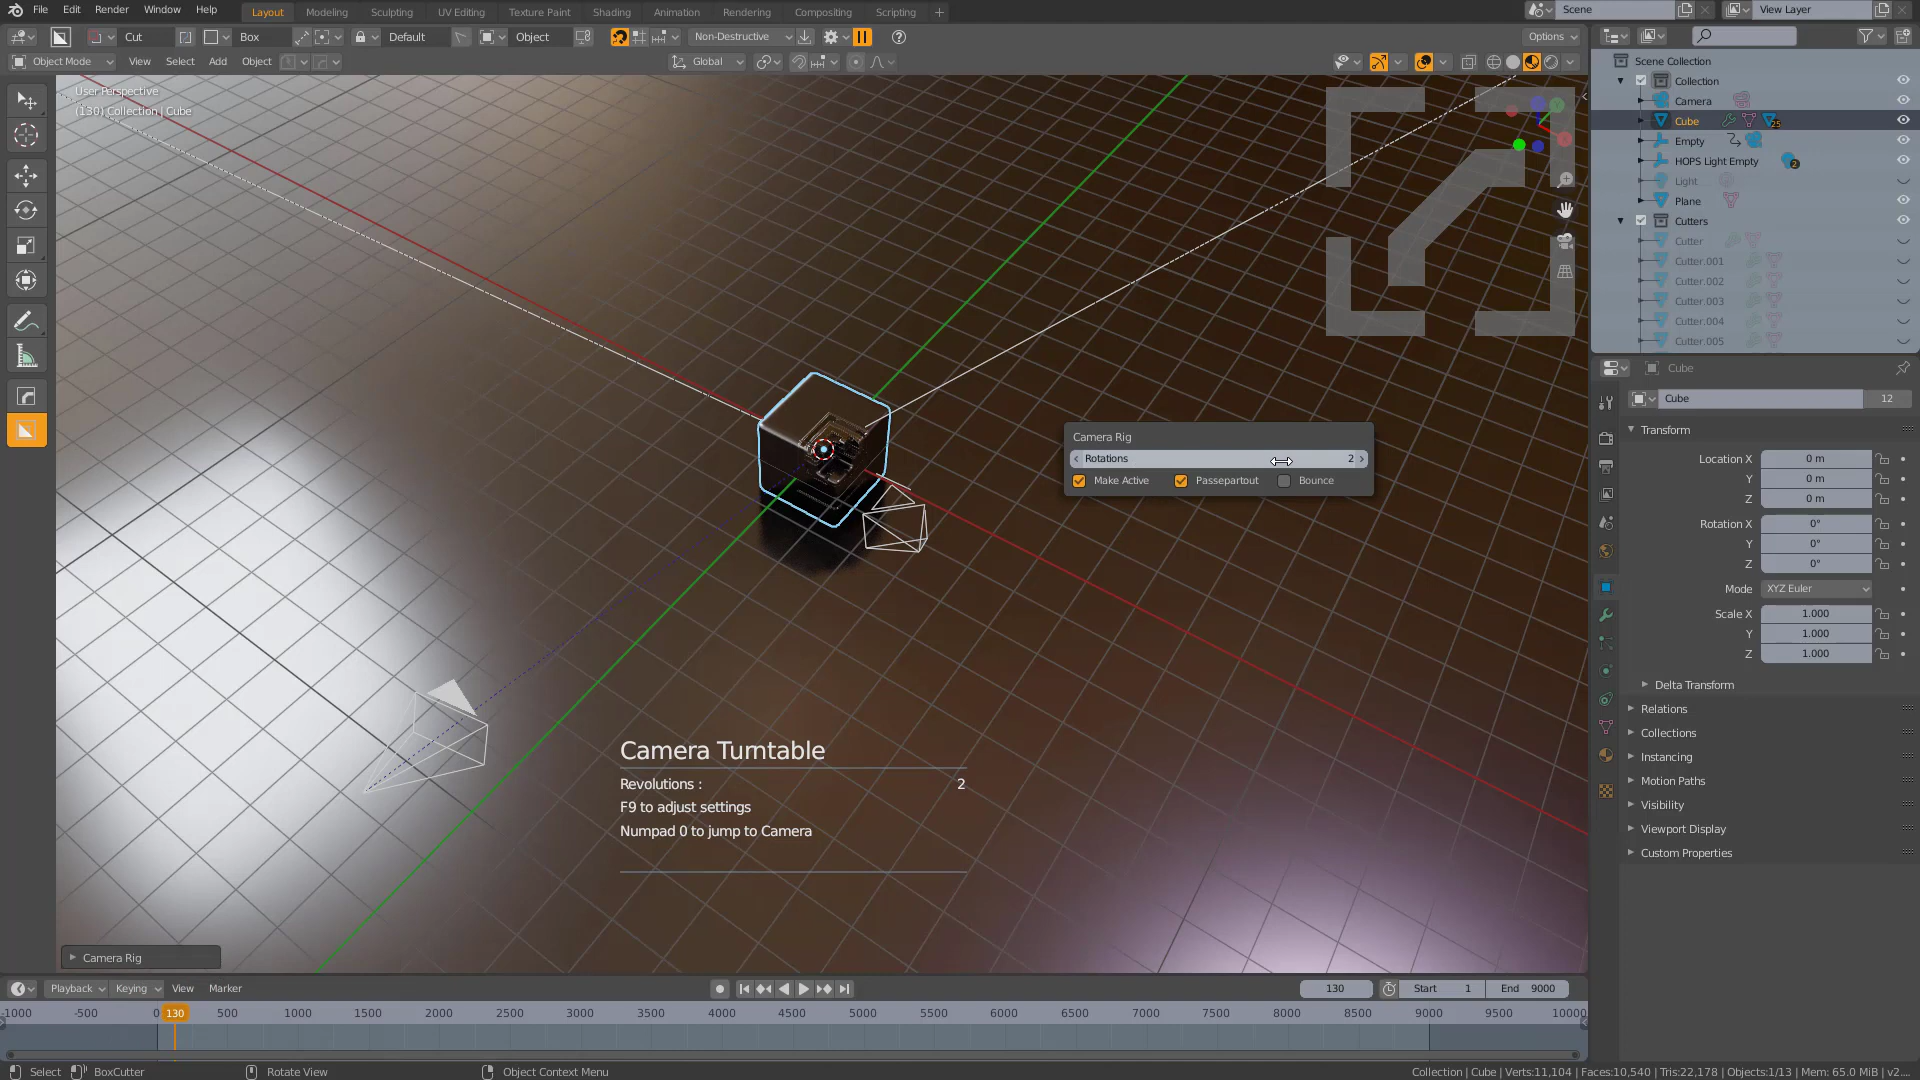 File Edit Render Window Help Layout Modeling Sculpting UV Editing Texture Paint Shading Animation Rendering Compositing Scripting + Scene View Layer
Cut Box Default Object Non-Destructive Options
Object Mode View Select Add Object Global
User Perspective
(130) Collection | Cube
Scene Collection
Collection
Camera
Cube 25
Empty
HOPS Light Empty 2
Light
Plane
Cutters
Cutter
Cutter.001
Cutter.002
Cutter.003
Cutter.004
Cutter.005
Cube
Cube 12
Transform
Location X 0 m
Y 0 m
Z 0 m
Rotation X 0°
Y 0°
Z 0°
Mode XYZ Euler
Scale X 1.000
Y 1.000
Z 1.000
Delta Transform
Relations
Collections
Instancing
Motion Paths
Visibility
Viewport Display
Custom Properties
Camera Rig
Rotations 2
Make Active Passepartout Bounce
Camera Turntable
Revolutions : 2
F9 to adjust settings
Numpad 0 to jump to Camera
Camera Rig
Playback Keying View Marker 130 Start 1 End 9000
-1000 -500 0 130 500 1000 1500 2000 2500 3000 3500 4000 4500 5000 5500 6000 6500 7000 7500 8000 8500 9000 9500 10000
Select BoxCutter Rotate View Object Context Menu Collection | Cube | Verts:11,104 | Faces:10,540 | Tris:22,178 | Objects:1/13 | Mem: 65.0 MiB | v2....